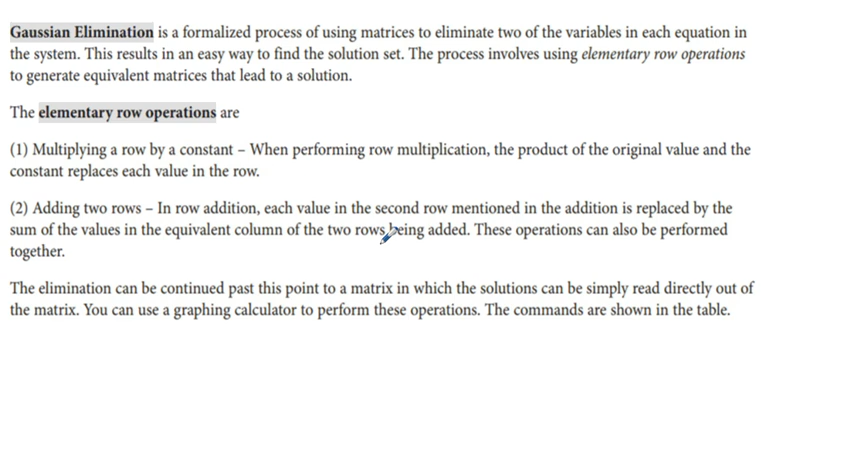 Gaussian Elimination is a formalized process of using matrices to eliminate two of the variables in each equation in
the system. This results in an easy way to find the solution set. The process involves using elementary row operations
to generate equivalent matrices that lead to a solution.
The elementary row operations are
(1) Multiplying a row by a constant – When performing row multiplication, the product of the original value and the
constant replaces each value in the row.
(2) Adding two rows – In row addition, each value in the second row mentioned in the addition is replaced by the
sum of the values in the equivalent column of the two rows being added. These operations can also be performed
together.
The elimination can be continued past this point to a matrix in which the solutions can be simply read directly out of
the matrix. You can use a graphing calculator to perform these operations. The commands are shown in the table.